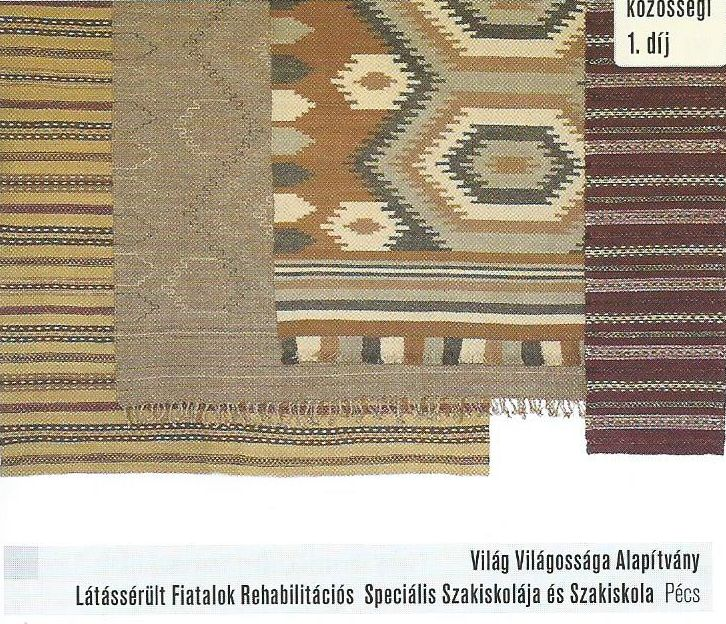 közösségi
1. díj
Világ Világossága Alapítvány
Látássérült Fiatalok Rehabilitációs Speciális Szakiskolája és Szakiskola Pécs